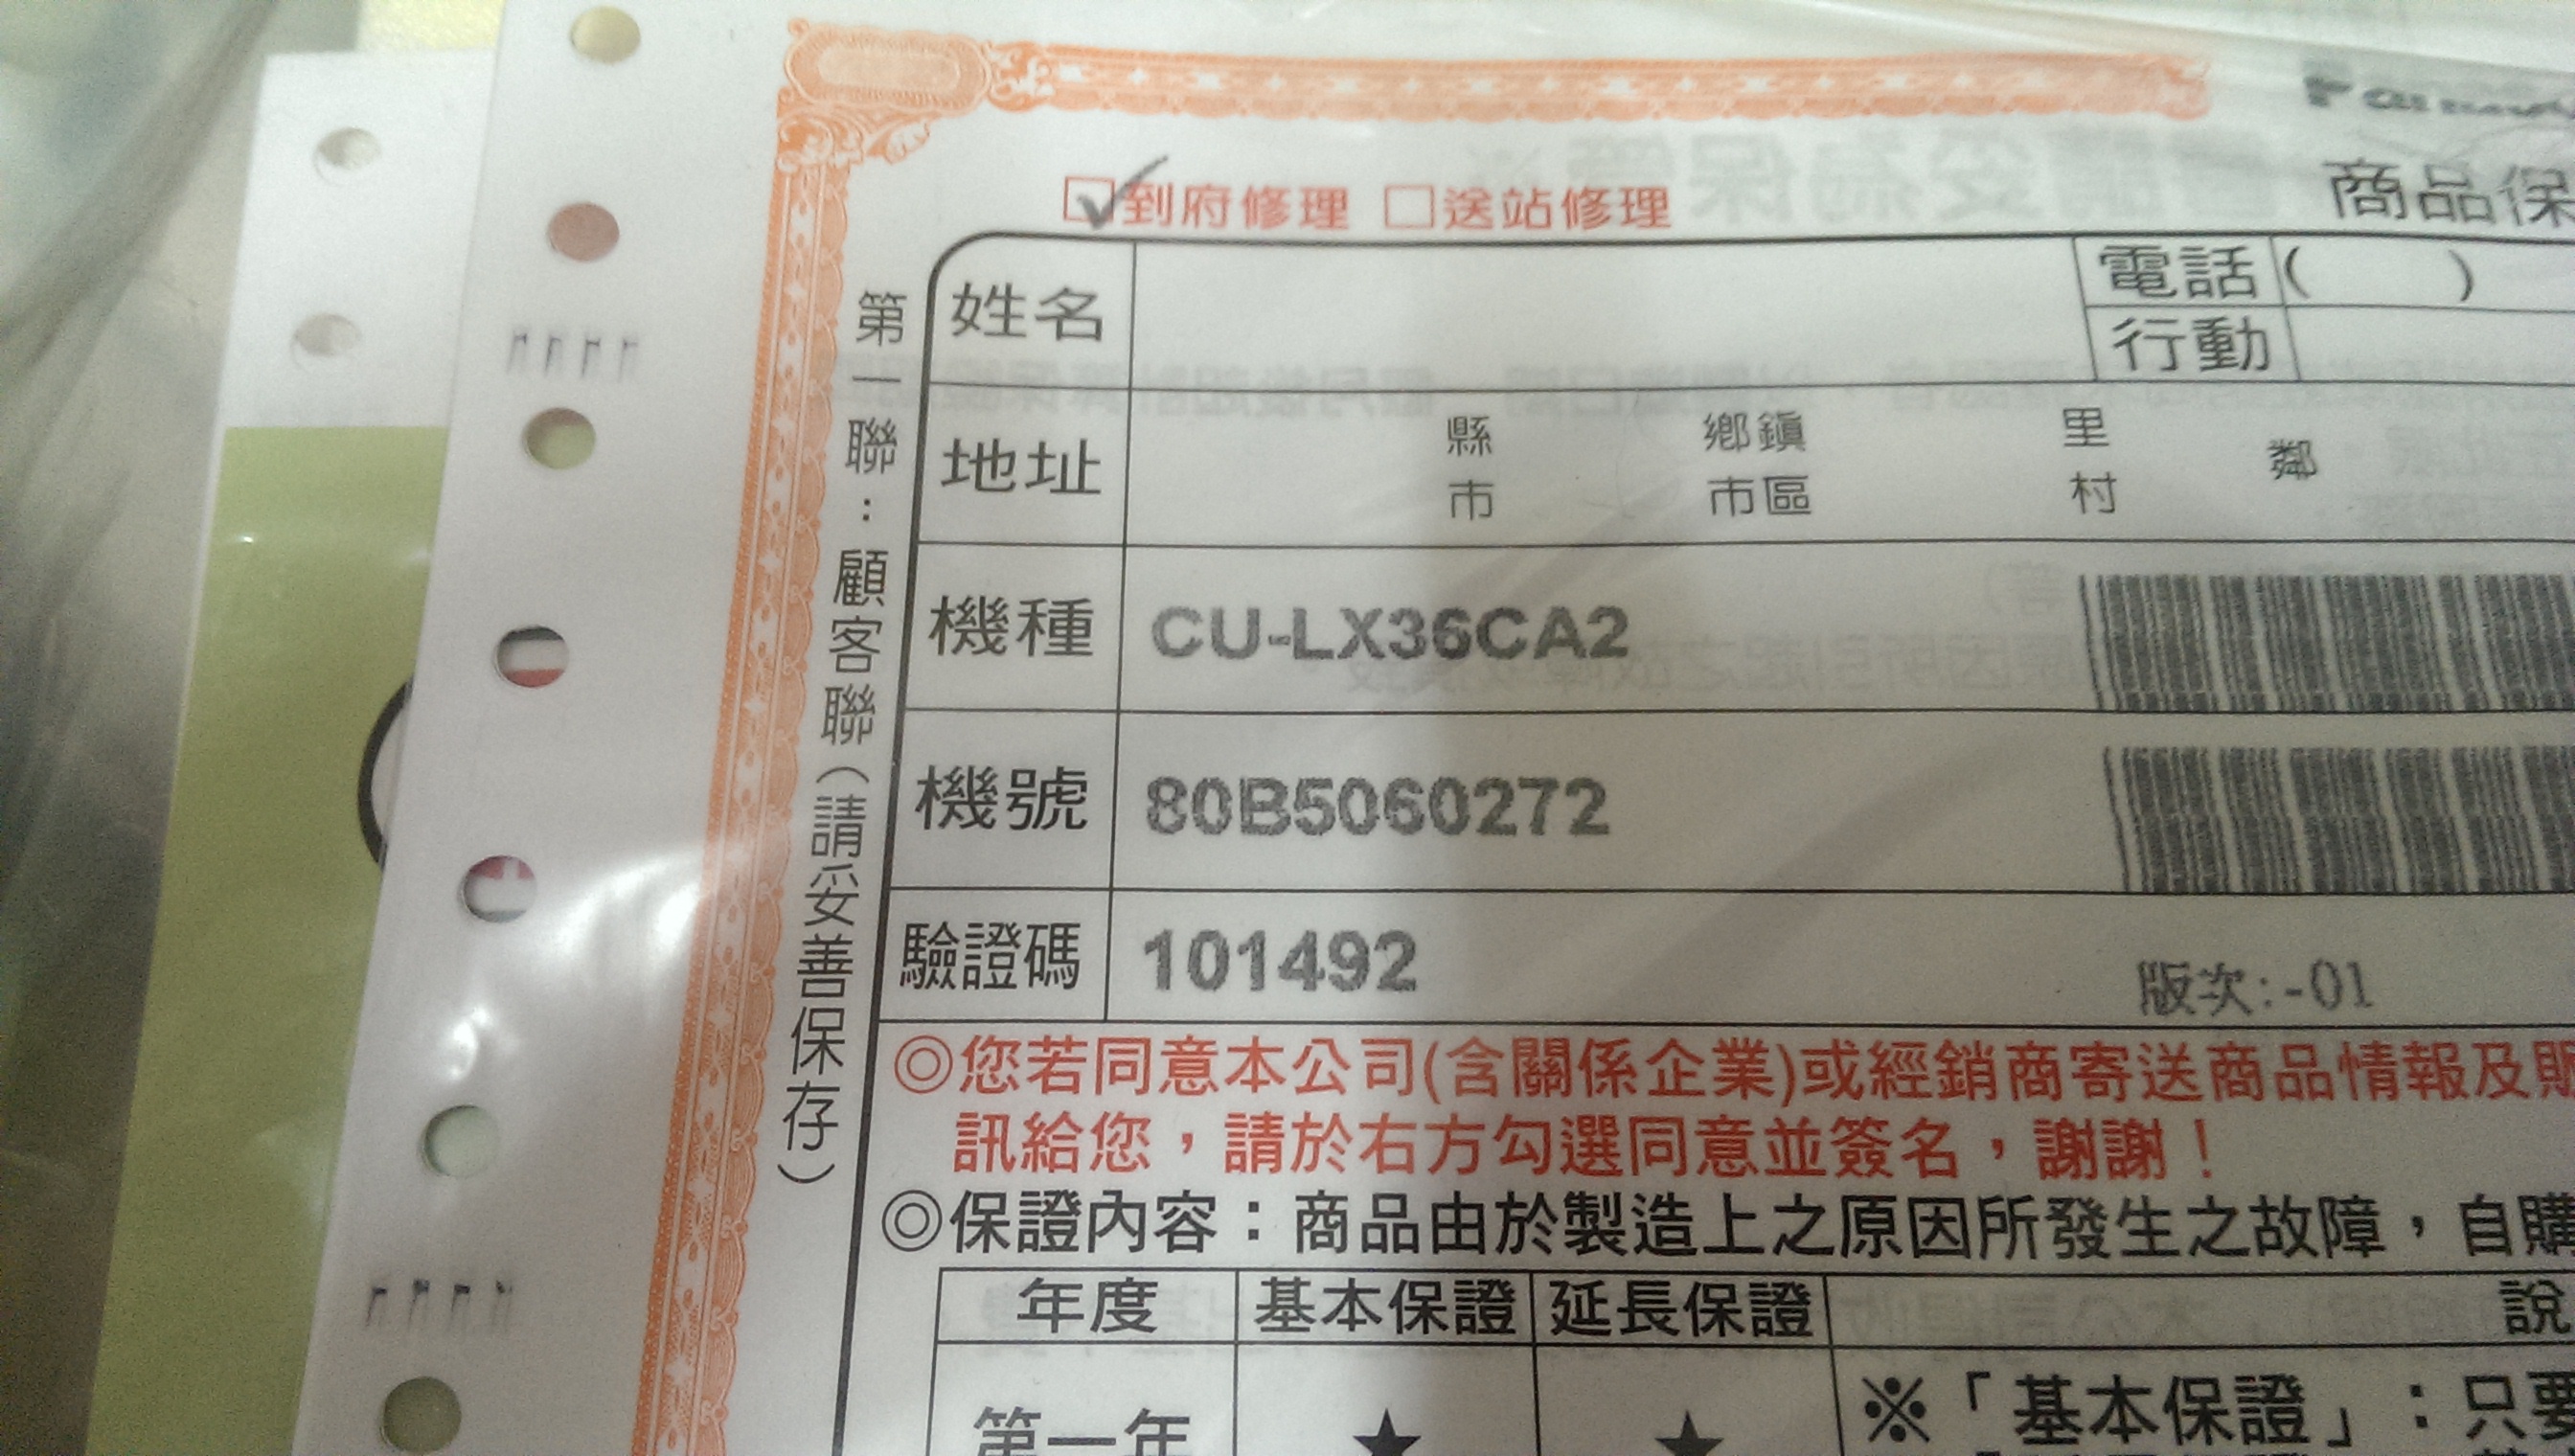 到府修理 送站修理
商品保
第一聯：顧客聯（請妥善保存）
姓名
電話 ( )
行動
地址
縣 鄉鎮 里 鄰
市 市區 村
機種 CU-LX36CA2
機號 80B5060272
驗證碼 101492
版次:-01
◎您若同意本公司(含關係企業)或經銷商寄送商品情報及
訊給您，請於右方勾選同意並簽名，謝謝！
◎保證內容：商品由於製造上之原因所發生之故障，自購
年度 基本保證 延長保證 說
第一年 ★ ★ ※「基本保證」：只要